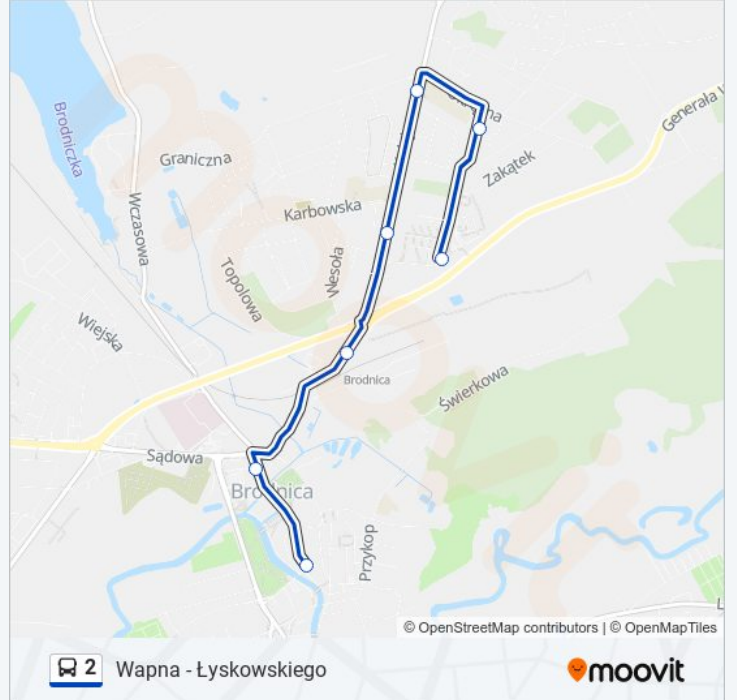 Brodniczka
Generała
Graniczna
Zakątek
Wczasowa
Karbowska
Wesoła
Topolowa
Wiejska
Brodnica
Świerkowa
Sądowa
Brodnica
Przykop
© OpenStreetMap contributors | © OpenMapTiles
2 Wapna - Łyskowskiego
moovit